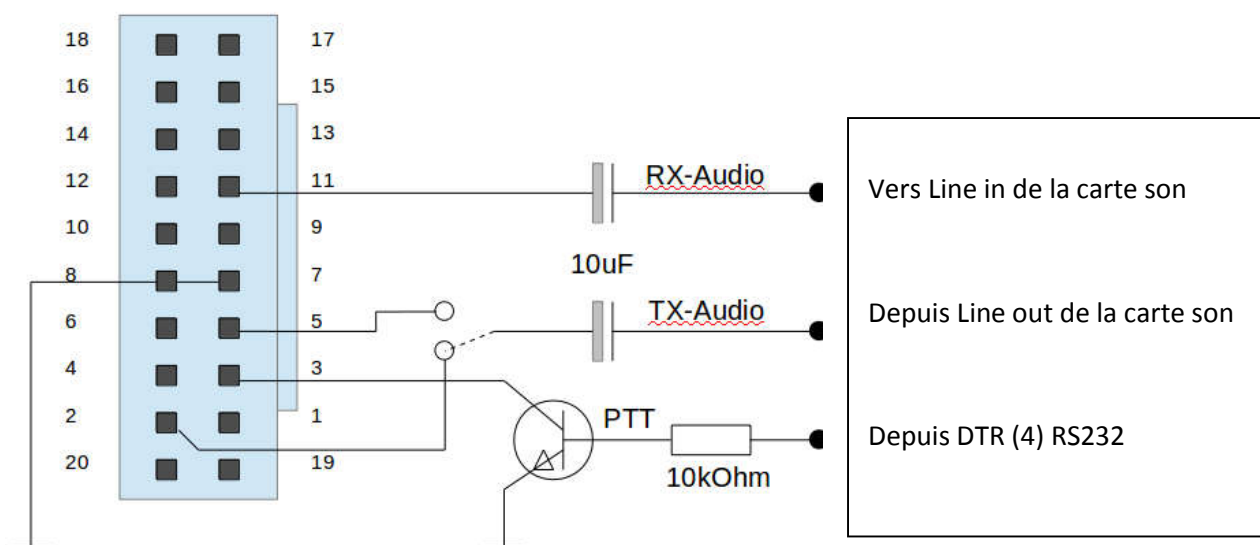 18 17
16 15
14 13
12 11
10 9
8 7
6 5
4 3
2 1
20 19
RX-Audio
10uF
TX-Audio
PTT
10kOhm
Vers Line in de la carte son
Depuis Line out de la carte son
Depuis DTR (4) RS232